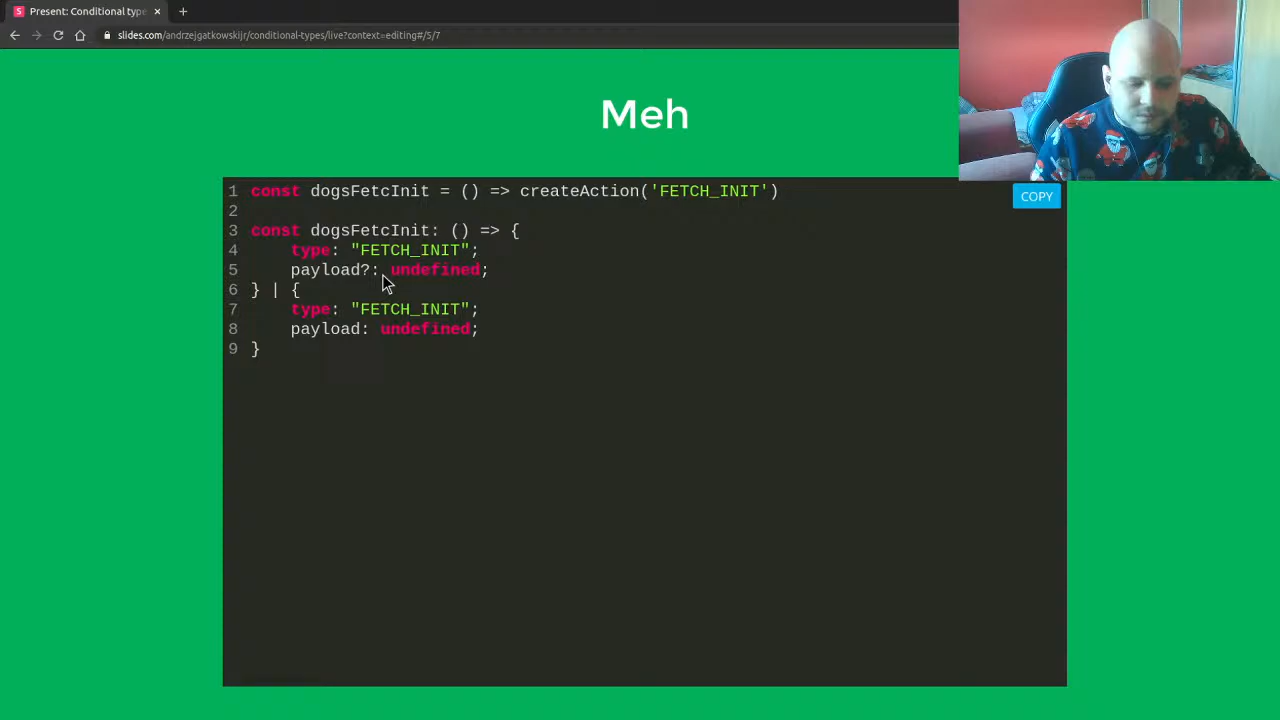 Present: Conditional type
slides.com/andrzejgatkowskijr/conditional-types/live?context=editing#/5/7
Meh
COPY
1 const dogsFetcInit = () => createAction('FETCH_INIT')
2
3 const dogsFetcInit: () => {
4 type: "FETCH_INIT";
5 payload?: undefined;
6 } | {
7 type: "FETCH_INIT";
8 payload: undefined;
9 }